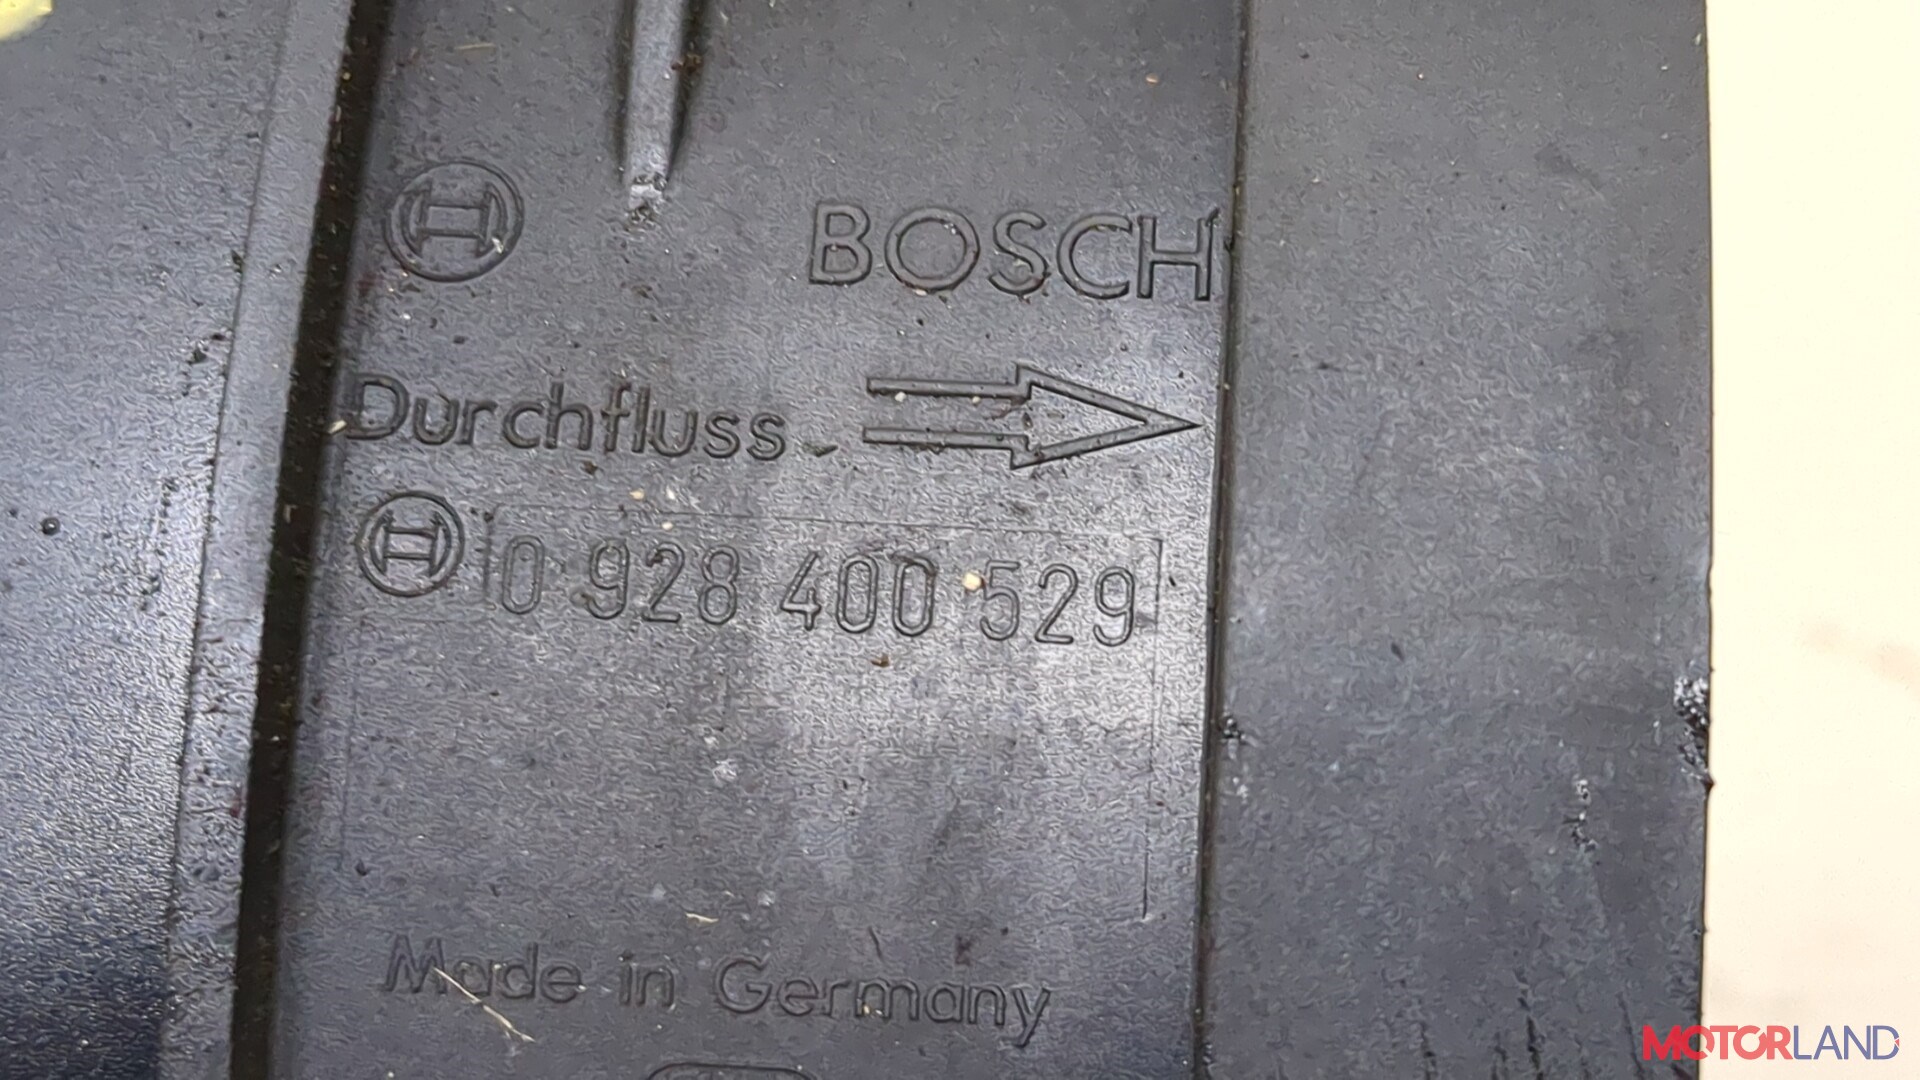 BOSCH
Durchfluss
0 928 400 529
Made in Germany
MOTORLAND